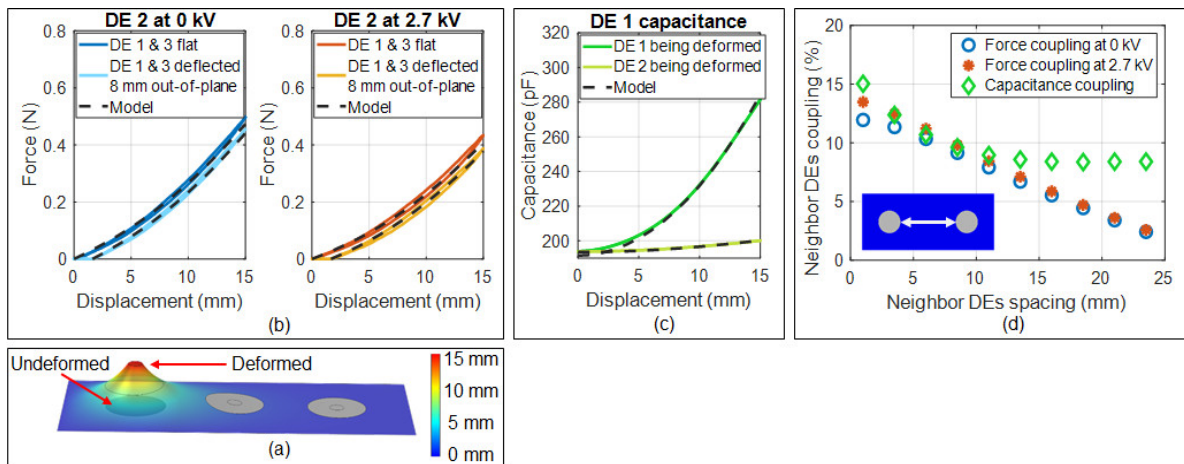 DE 2 at 0 kV
0.8
0.6
0.4
0.2
0
Force (N)
DE 1 & 3 flat
DE 1 & 3 deflected
8 mm out-of-plane
Model
0 5 10 15
Displacement (mm)
DE 2 at 2.7 kV
0.8
0.6
0.4
0.2
0
Force (N)
DE 1 & 3 flat
DE 1 & 3 deflected
8 mm out-of-plane
Model
0 5 10 15
Displacement (mm)
(b)
DE 1 capacitance
320
300
280
260
240
220
200
180
Capacitance (pF)
DE 1 being deformed
DE 2 being deformed
Model
0 5 10 15
Displacement (mm)
(c)
20
15
10
5
0
Neighbor DEs coupling (%)
Force coupling at 0 kV
Force coupling at 2.7 kV
Capacitance coupling
0 5 10 15 20 25
Neighbor DEs spacing (mm)
(d)
Undeformed
Deformed
15 mm
10 mm
5 mm
0 mm
(a)